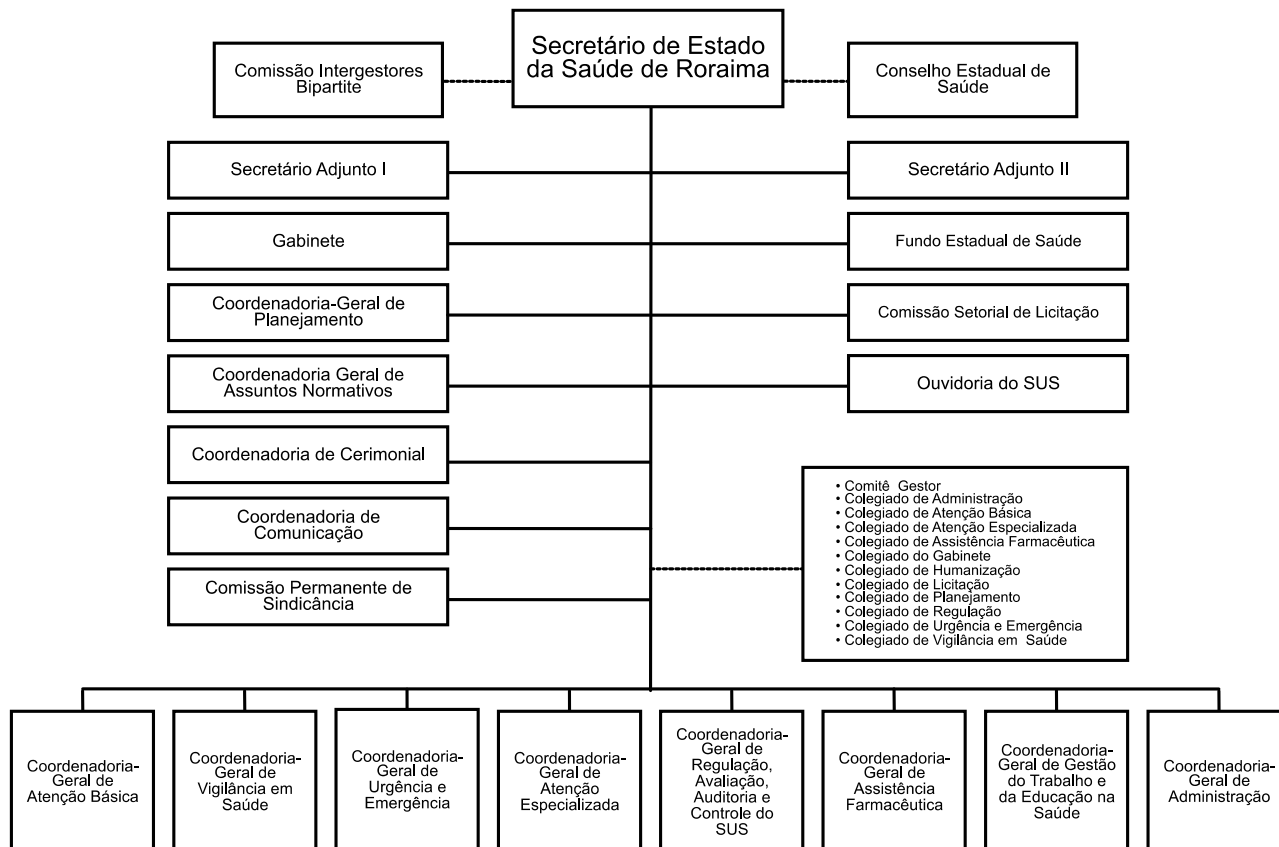 Secretário de Estado
da Saúde de Roraima
Comissão Intergestores
Bipartite
Conselho Estadual de
Saúde
Secretário Adjunto I
Secretário Adjunto II
Gabinete
Fundo Estadual de Saúde
Coordenadoria-Geral de
Planejamento
Comissão Setorial de Licitação
Coordenadoria Geral de
Assuntos Normativos
Ouvidoria do SUS
Coordenadoria de Cerimonial
Coordenadoria de
Comunicação
Comissão Permanente de
Sindicância
• Comitê Gestor
• Colegiado de Administração
• Colegiado de Atenção Básica
• Colegiado de Atenção Especializada
• Colegiado de Assistência Farmacêutica
• Colegiado do Gabinete
• Colegiado de Humanização
• Colegiado de Licitação
• Colegiado de Planejamento
• Colegiado de Regulação
• Colegiado de Urgência e Emergência
• Colegiado de Vigilância em Saúde
Coordenadoria-
Geral de
Atenção Básica
Coordenadoria-
Geral de
Vigilância em
Saúde
Coordenadoria-
Geral de
Urgência e
Emergência
Coordenadoria-
Geral de
Atenção
Especializada
Coordenadoria-
Geral de
Regulação,
Avaliação,
Auditoria e
Controle do
SUS
Coordenadoria-
Geral de
Assistência
Farmacêutica
Coordenadoria-
Geral de Gestão
do Trabalho e
da Educação na
Saúde
Coordenadoria-
Geral de
Administração